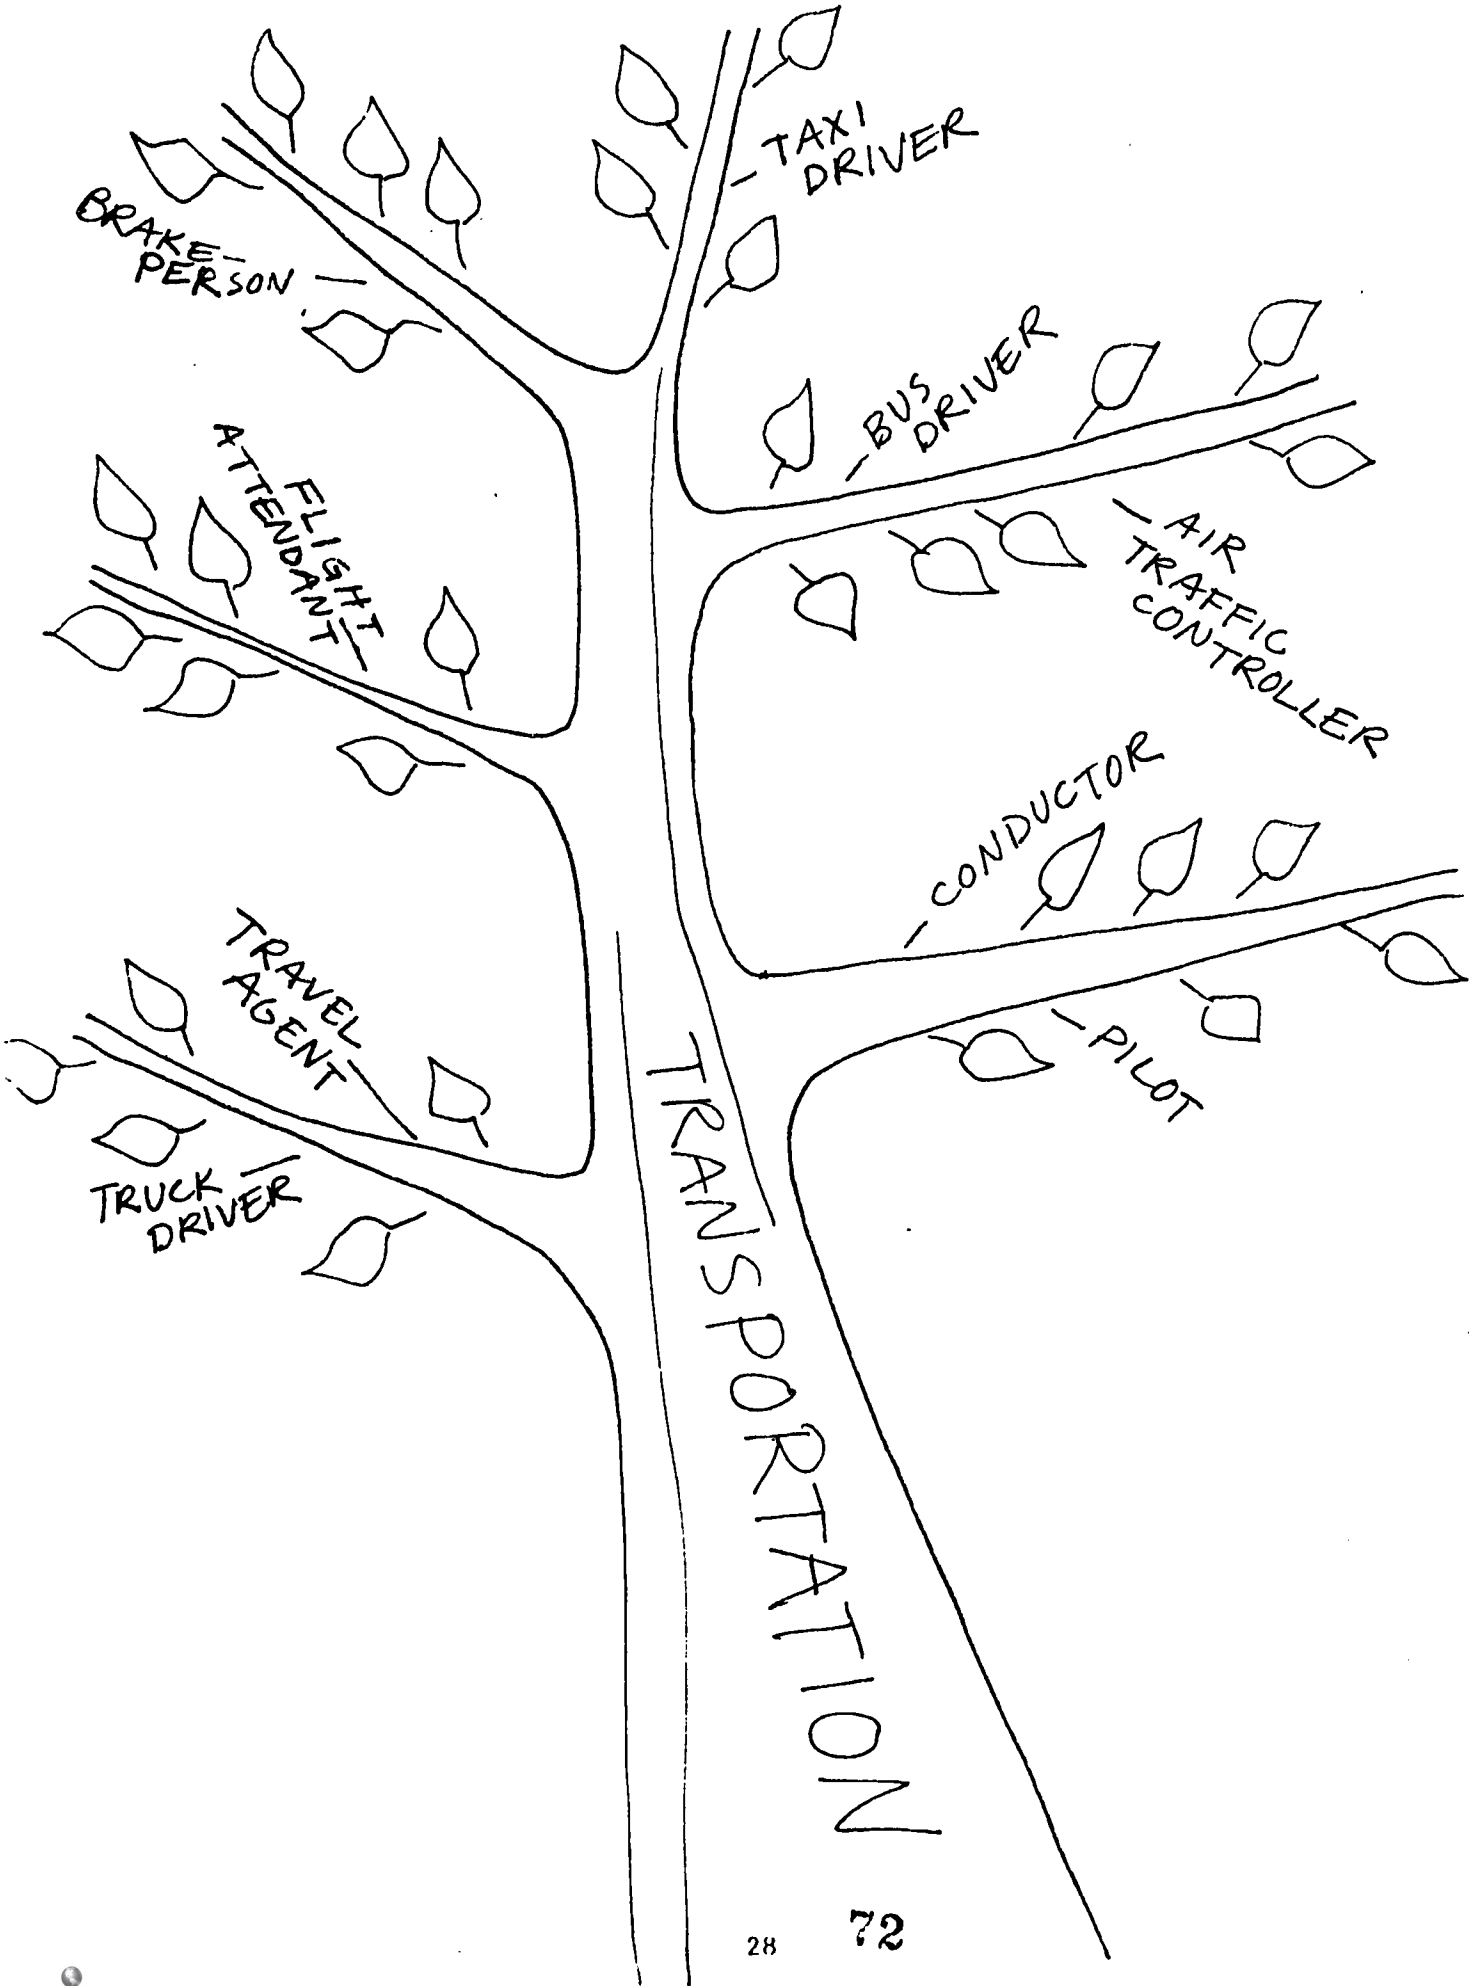 TAXI
DRIVER
BRAKE-
PERSON
BUS
DRIVER
FLIGHT
ATTENDANT
AIR
TRAFFIC
CONTROLLER
CONDUCTOR
TRAVEL
AGENT
PILOT
TRUCK
DRIVER
TRANSPORTATION
28
72